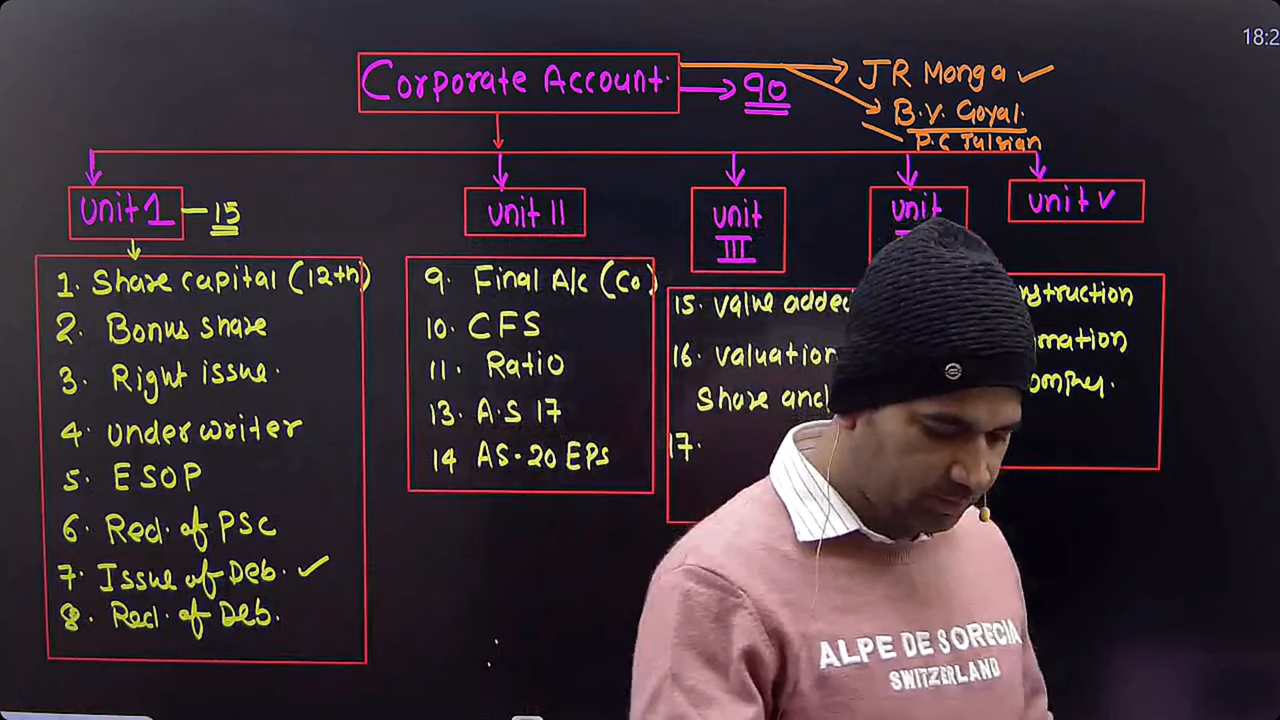 18:2
Corporate Account.
90
JR Monga
B.V. Goyal.
P.C Tulsian
Unit 1 - 15
1. Share capital (12th)
2. Bonus share
3. Right issue.
4. Underwriter
5. ESOP
6. Red. of PSC
7. Issue of Deb.
8. Red. of Deb.
Unit II
9. Final A/c (Co)
10. CFS
11. Ratio
13. A.S 17
14 AS-20 EPS
Unit
III
15. Value added
16. Valuation
Share and
17.
Unit
Unit V
ALPE DE SORECIA
SWITZERLAND